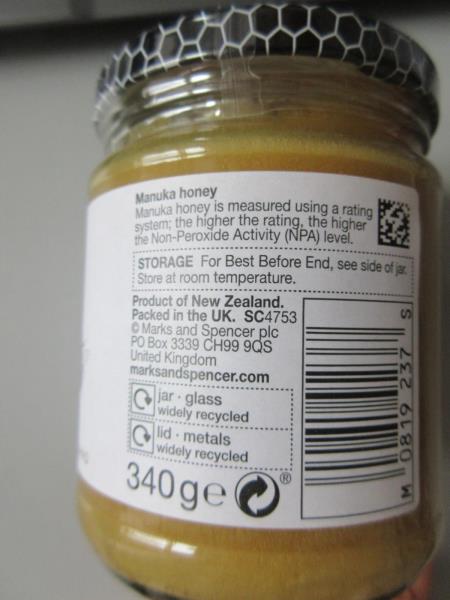 Manuka honey
Manuka honey is measured using a rating
system; the higher the rating, the higher
the Non-Peroxide Activity (NPA) level.
STORAGE For Best Before End, see side of jar.
Store at room temperature.
Product of New Zealand.
Packed in the UK. SC4753
© Marks and Spencer plc
PO Box 3339 CH99 9QS
United Kingdom
marksandspencer.com
jar · glass
widely recycled
lid · metals
widely recycled
340g e ®
M 0819 237 S